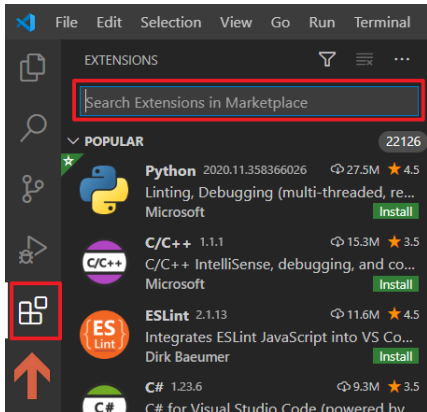 File Edit Selection View Go Run Terminal
EXTENSIONS
Search Extensions in Marketplace
POPULAR 22126
Python 2020.11.358366026 27.5M 4.5
Linting, Debugging (multi-threaded, re...
Microsoft Install
C/C++ C/C++ 1.1.1 15.3M 3.5
C/C++ IntelliSense, debugging, and co...
Microsoft Install
ES Lint ESLint 2.1.13 11.6M 4.5
Integrates ESLint JavaScript into VS Co...
Dirk Baeumer Install
C# C# 1.23.6 9.3M 3.5
C# for Visual Studio Code (powered by